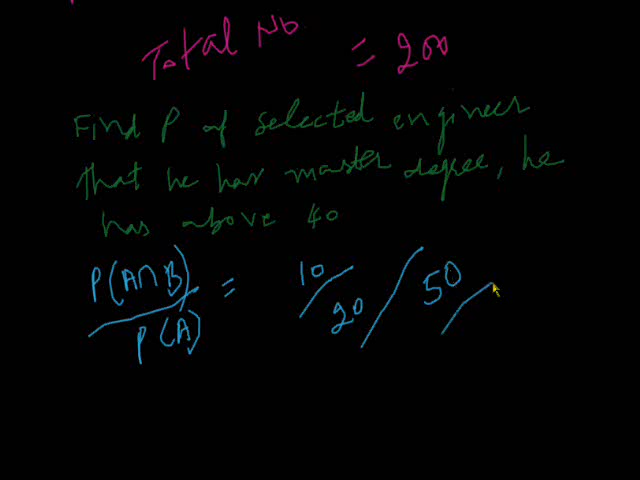 Total No = 200
Find P of selected engineer
that he has master degree, he
has above 40
P(A∩B) / P(A) = 10/20 / 50/